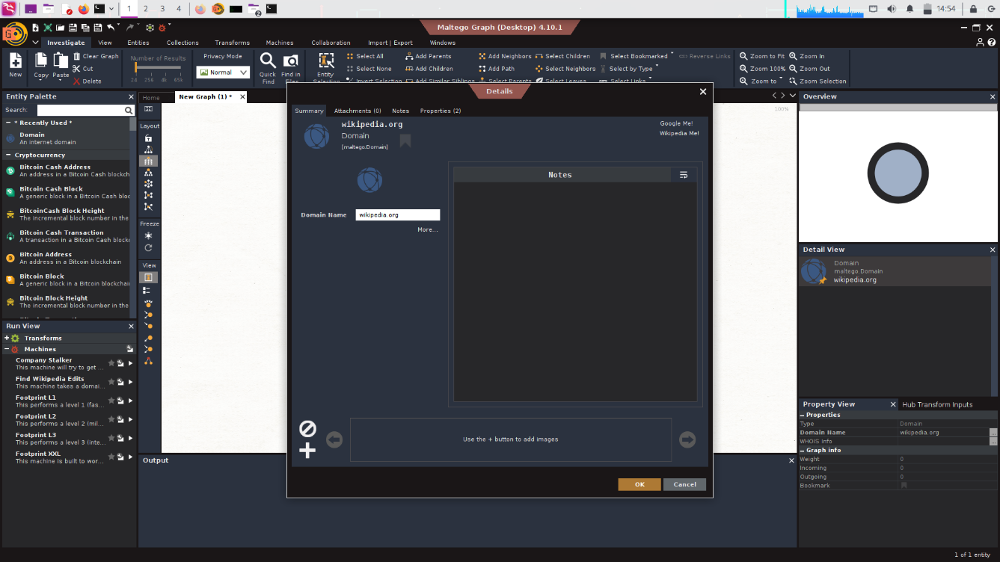 1 2 3 4
2
14:54
Maltego Graph (Desktop) 4.10.1
Investigate View Entities Collections Transforms Machines Collaboration Import | Export Windows
New
Copy
Paste
Clear Graph
Cut
Delete
Number of Results
24 256 4k 65k
Privacy Mode
Normal
Quick
Find
Find in
Files
Entity
Selection
Select All
Select None
Invert Selection
Add Parents
Add Children
Add Similar Siblings
Add Neighbors
Add Path
Select Parents
Select Children
Select Neighbors
Select Leaves
Select Bookmarked
Select by Type
Select Links
Reverse Links
Zoom to Fit
Zoom 100%
Zoom to
Zoom In
Zoom Out
Zoom Selection
Entity Palette
Search:
* Recently Used *
Domain
An internet domain
Cryptocurrency
Bitcoin Cash Address
An address in a Bitcoin Cash blockch
Bitcoin Cash Block
A generic block in a Bitcoin Cash bloc
BitcoinCash Block Height
The incremental block number in the
Bitcoin Cash Transaction
A transaction in a Bitcoin Cash blockc
Bitcoin Address
An address in a Bitcoin blockchain
Bitcoin Block
A generic block in a Bitcoin blockchain
Bitcoin Block Height
The incremental block number in the
Run View
Transforms
Machines
Company Stalker
This machine will try to get ...
Find Wikipedia Edits
This machine takes a domai...
Footprint L1
This performs a level 1 (fas...
Footprint L2
This performs a level 2 (mil...
Footprint L3
This performs a level 3 (inte...
Footprint XXL
This machine is built to wor...
Home New Graph (1) *
Layout
Freeze
View
100%
Details
Summary Attachments (0) Notes Properties (2)
wikipedia.org
Domain
[maltego.Domain]
Google Me!
Wikipedia Me!
Domain Name wikipedia.org
More...
Notes
Use the + button to add images
OK Cancel
Output
Overview
Detail View
Domain
maltego.Domain
wikipedia.org
Property View Hub Transform Inputs
Properties
Type Domain
Domain Name wikipedia.org ...
WHOIS Info ...
Graph info
Weight 0
Incoming 0
Outgoing 0
Bookmark
1 of 1 entity